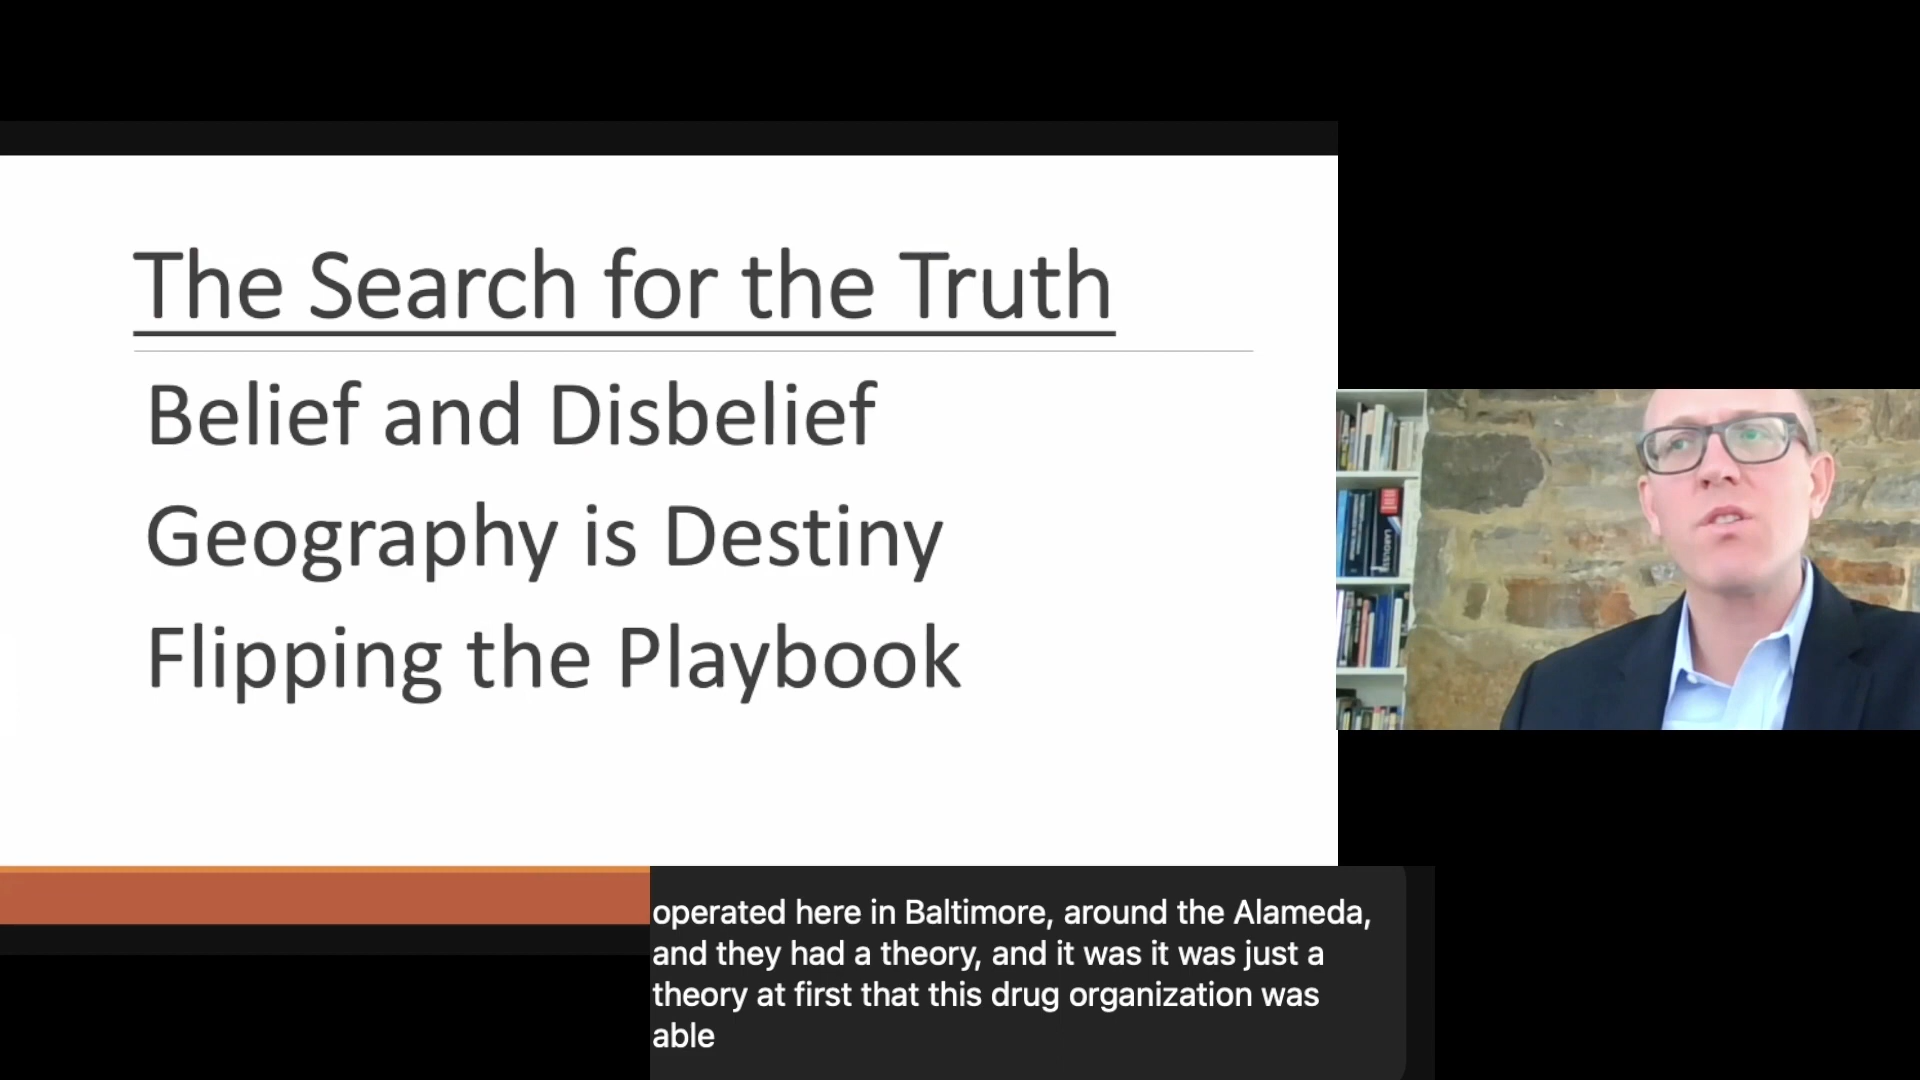 The Search for the Truth
Belief and Disbelief
Geography is Destiny
Flipping the Playbook
operated here in Baltimore, around the Alameda,
and they had a theory, and it was it was just a
theory at first that this drug organization was
able